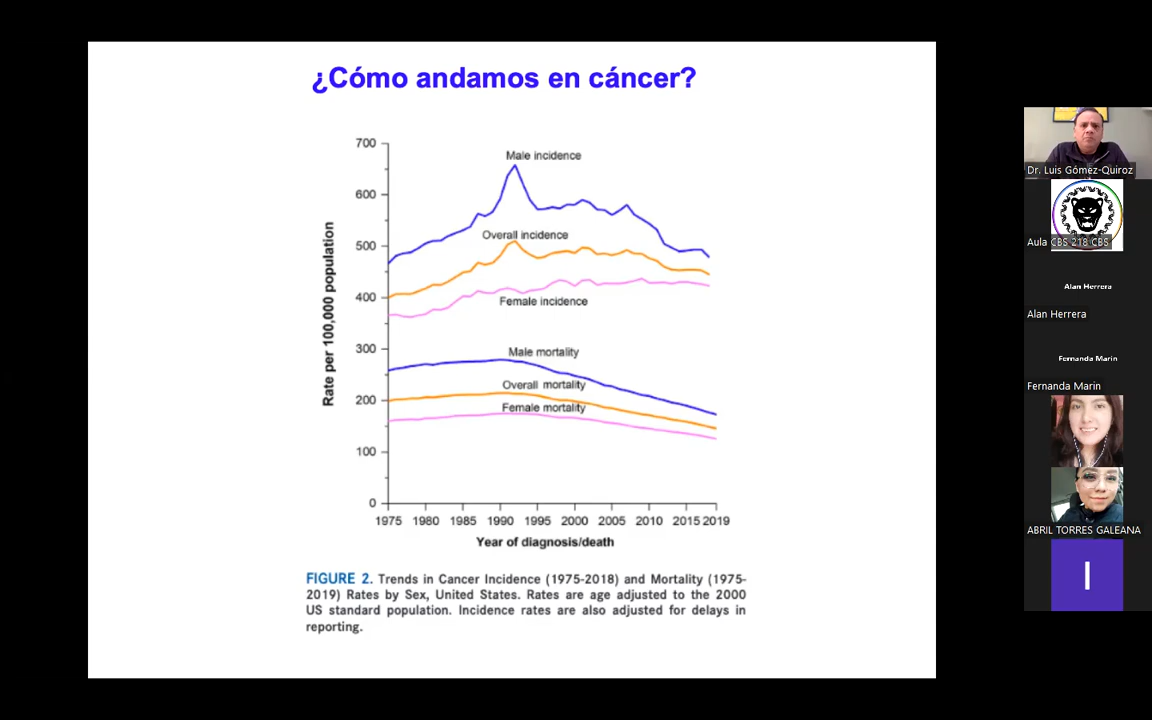 ¿Cómo andamos en cáncer?
700
600
500
400
300
200
100
0
Rate per 100,000 population
Male incidence
Overall incidence
Female incidence
Male mortality
Overall mortality
Female mortality
1975 1980 1985 1990 1995 2000 2005 2010 2015 2019
Year of diagnosis/death
FIGURE 2. Trends in Cancer Incidence (1975-2018) and Mortality (1975-
2019) Rates by Sex, United States. Rates are age adjusted to the 2000
US standard population. Incidence rates are also adjusted for delays in
reporting.
Dr. Luis Gómez-Quiroz
Aula CBS 218 CBS
Alan Herrera
Alan Herrera
Fernanda Marin
Fernanda Marin
ABRIL TORRES GALEANA
I